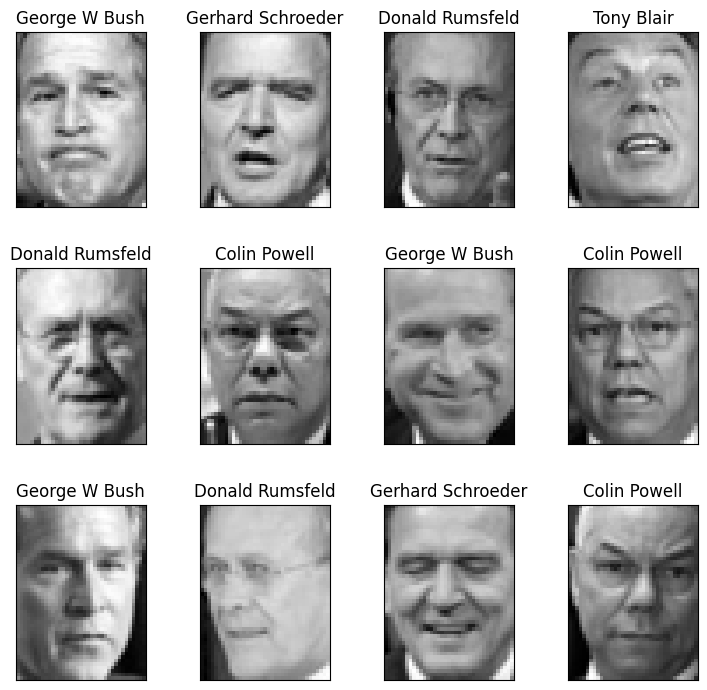 George W Bush
Gerhard Schroeder
Donald Rumsfeld
Tony Blair
Donald Rumsfeld
Colin Powell
George W Bush
Colin Powell
George W Bush
Donald Rumsfeld
Gerhard Schroeder
Colin Powell